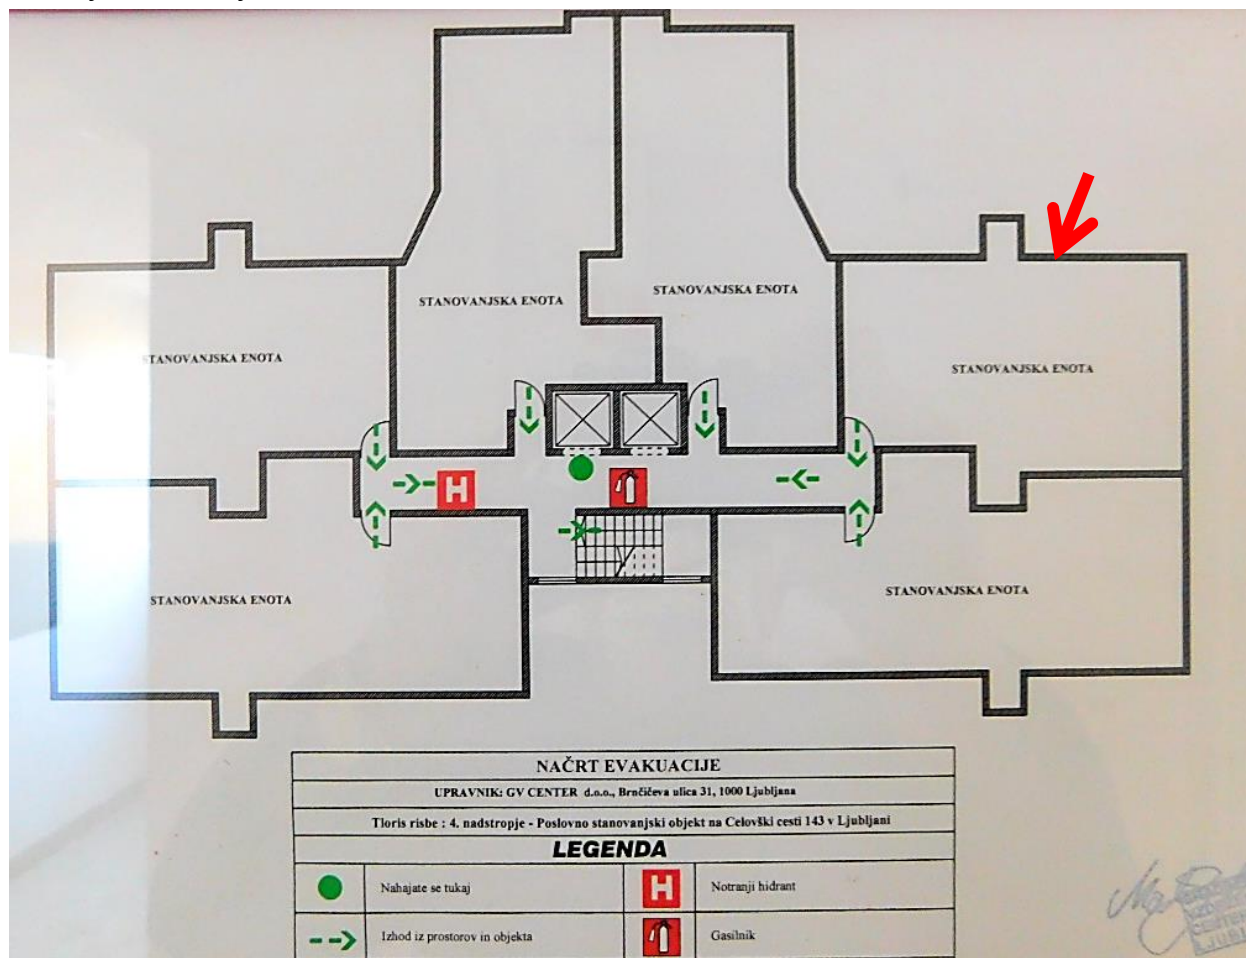 STANOVANJSKA ENOTA
STANOVANJSKA ENOTA
STANOVANJSKA ENOTA
STANOVANJSKA ENOTA
H
STANOVANJSKA ENOTA
STANOVANJSKA ENOTA
NAČRT EVAKUACIJE
UPRAVNIK: GV CENTER d.o.o., Brnčičeva ulica 31, 1000 Ljubljana
Tloris risbe : 4. nadstropje - Poslovno stanovanjski objekt na Celovški cesti 143 v Ljubljani
LEGENDA
Nahajate se tukaj
H
Notranji hidrant
Izhod iz prostorov in objekta
Gasilnik